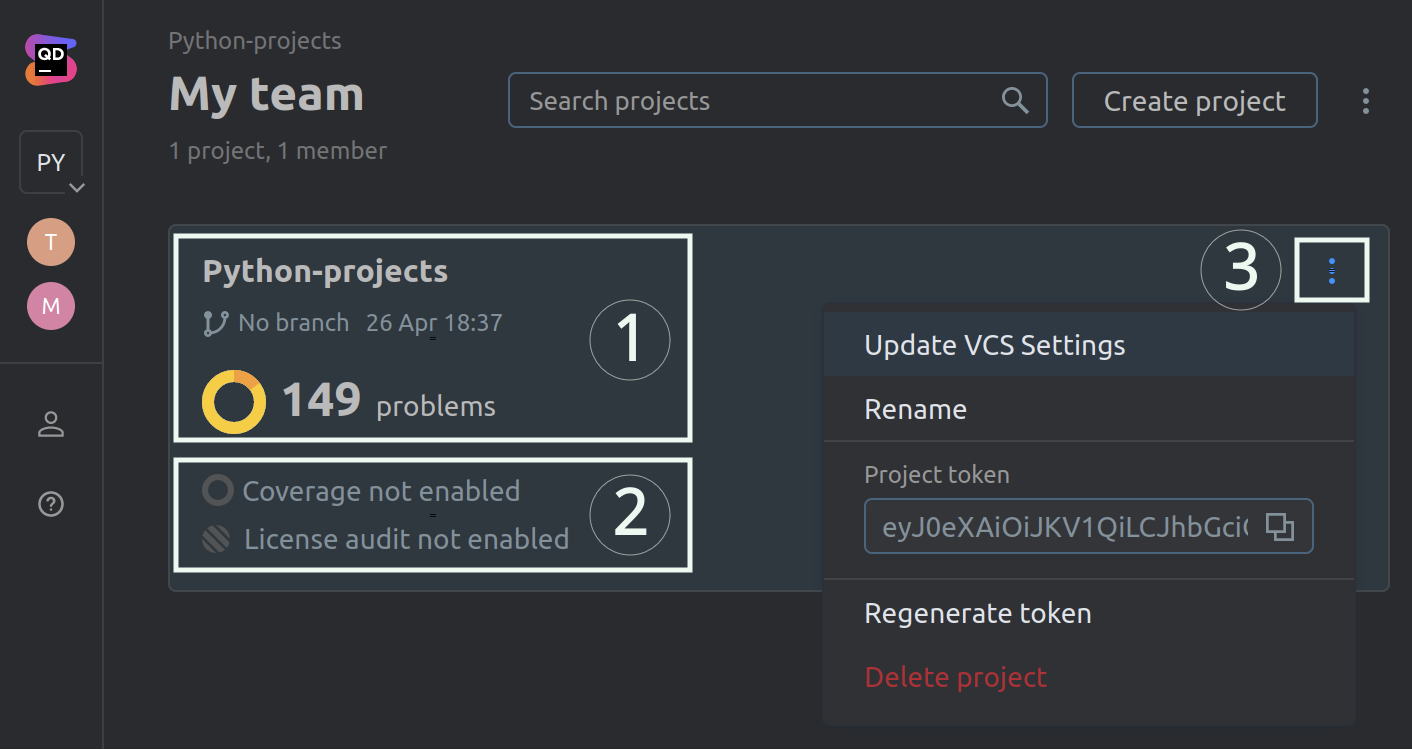 QD
PY
T
M
Python-projects
My team
1 project, 1 member
Search projects
Create project
Python-projects
No branch 26 Apr 18:37
149 problems
1
Coverage not enabled
License audit not enabled
2
3
Update VCS Settings
Rename
Project token
eyJ0eXAiOiJKV1QiLCJhbGci
Regenerate token
Delete project